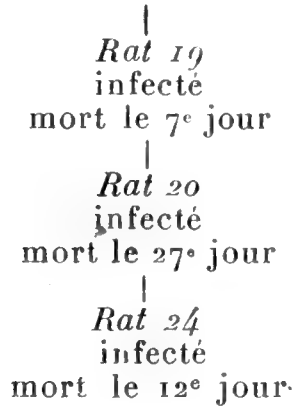 Rat 19
infecté
mort le 7e jour
Rat 20
infecté
mort le 27e jour
Rat 24
infecté
mort le 12e jour.